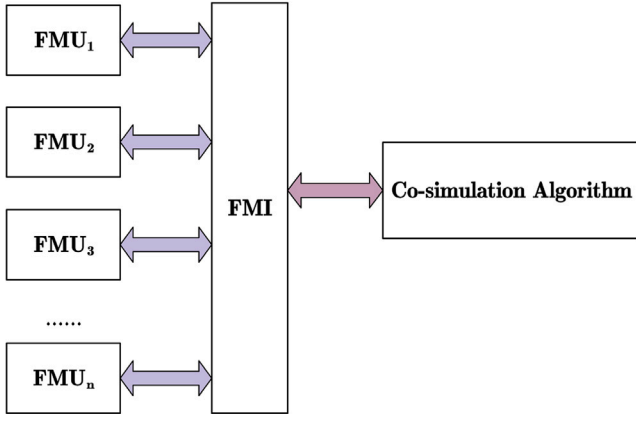 FMU₁
FMU₂
FMU₃
......
FMUₙ
FMI
Co-simulation Algorithm